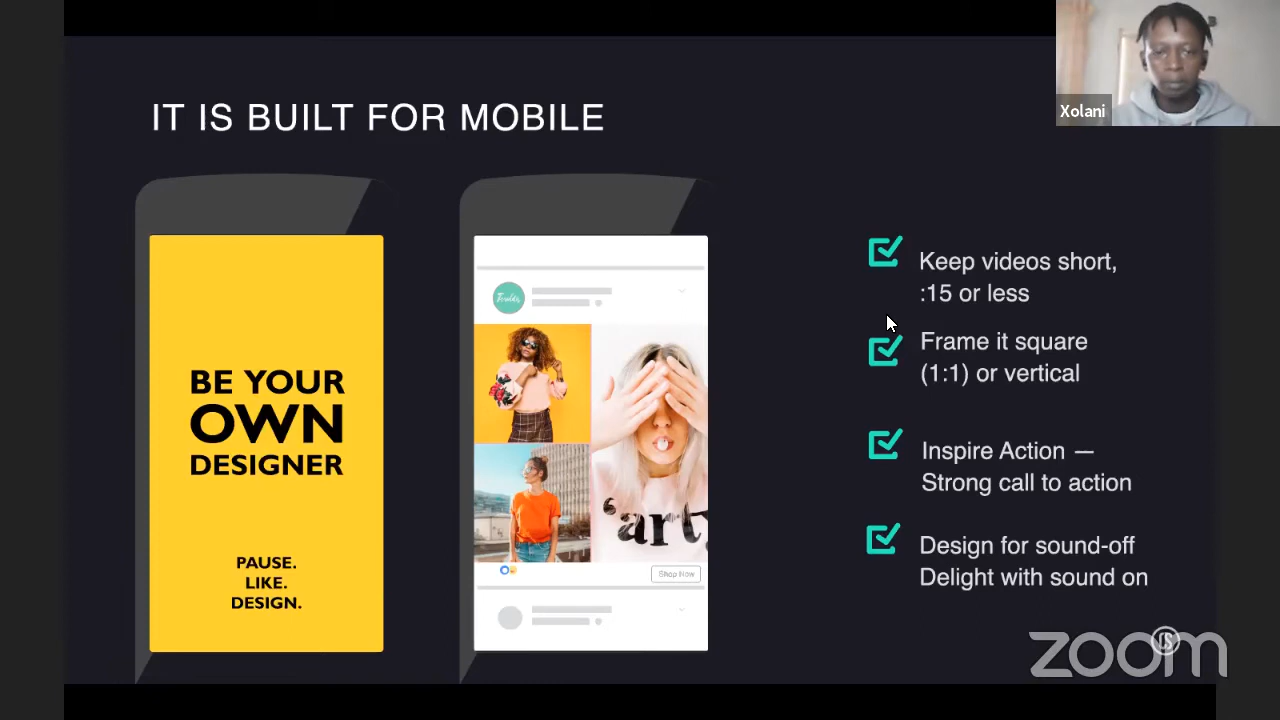 Xolani
IT IS BUILT FOR MOBILE
BE YOUR
OWN
DESIGNER
PAUSE.
LIKE.
DESIGN.
'arty
Shop Now
Keep videos short,
:15 or less
Frame it square
(1:1) or vertical
Inspire Action —
Strong call to action
Design for sound-off
Delight with sound on
zoom